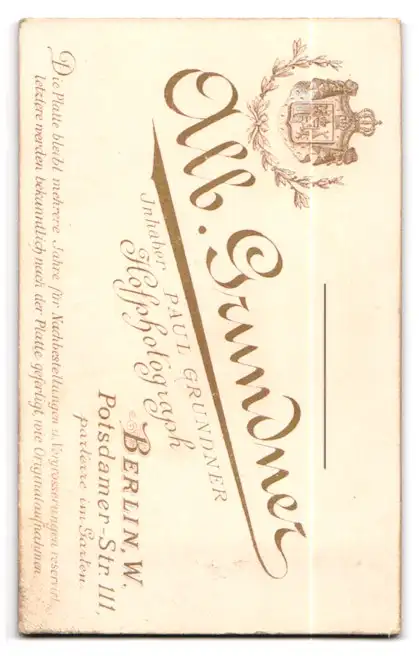 Alb. Grundner
Inhaber PAUL GRUNDNER
Hofphotograph
BERLIN, W.
Potsdamer-Str. 111,
parterre im Garten
Die Platte bleibt mehrere Jahre für Nachbestellungen u. Vergrösserungen reservirt,
letztere werden bekanntlich nach der Platte gefertigt, wie Originalaufnahmen.